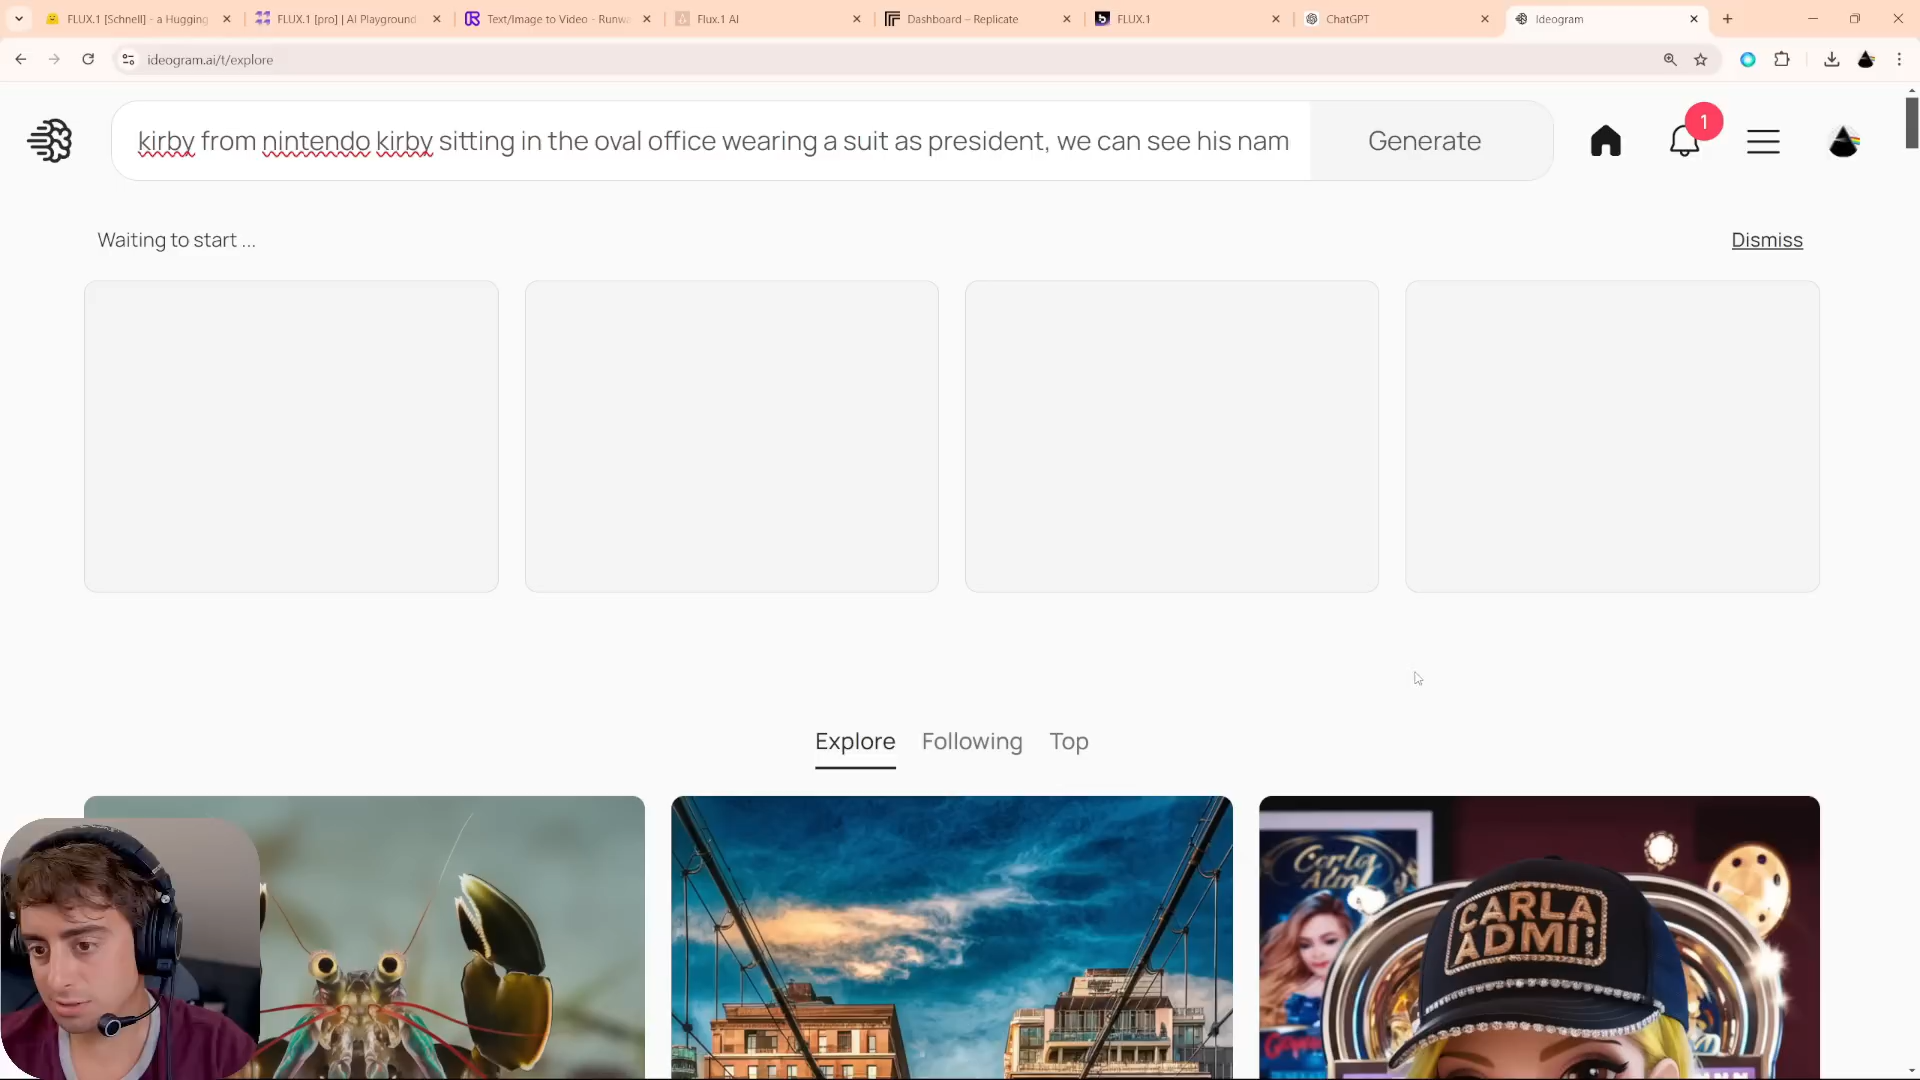 FLUX.1 [Schnell] - a Hugging
FLUX.1 [pro] | AI Playground
Text/Image to Video - Runwa
Flux.1 AI
Dashboard – Replicate
FLUX.1
ChatGPT
Ideogram
ideogram.ai/t/explore
kirby from nintendo kirby sitting in the oval office wearing a suit as president, we can see his nam
Generate
1
Waiting to start ...
Dismiss
Explore
Following
Top
Carla
CARLA
ADMI